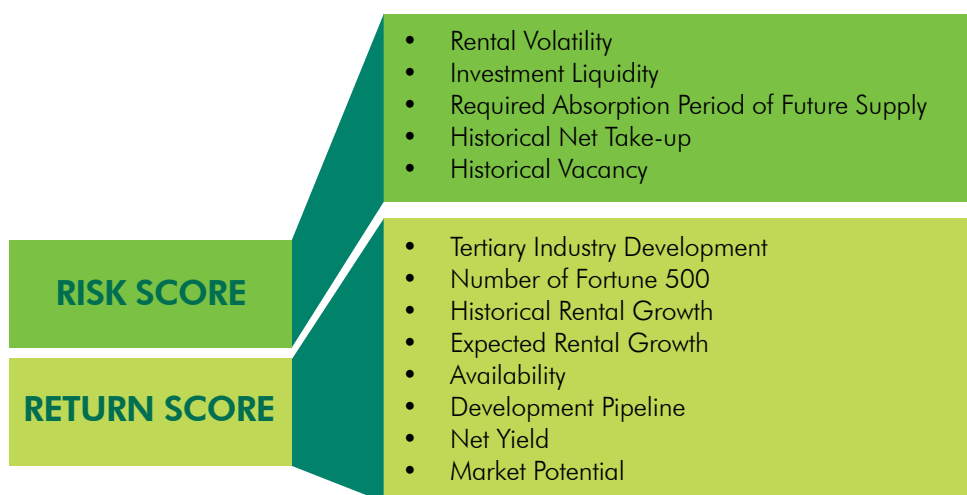 RISK SCORE
• Rental Volatility
• Investment Liquidity
• Required Absorption Period of Future Supply
• Historical Net Take-up
• Historical Vacancy
RETURN SCORE
• Tertiary Industry Development
• Number of Fortune 500
• Historical Rental Growth
• Expected Rental Growth
• Availability
• Development Pipeline
• Net Yield
• Market Potential